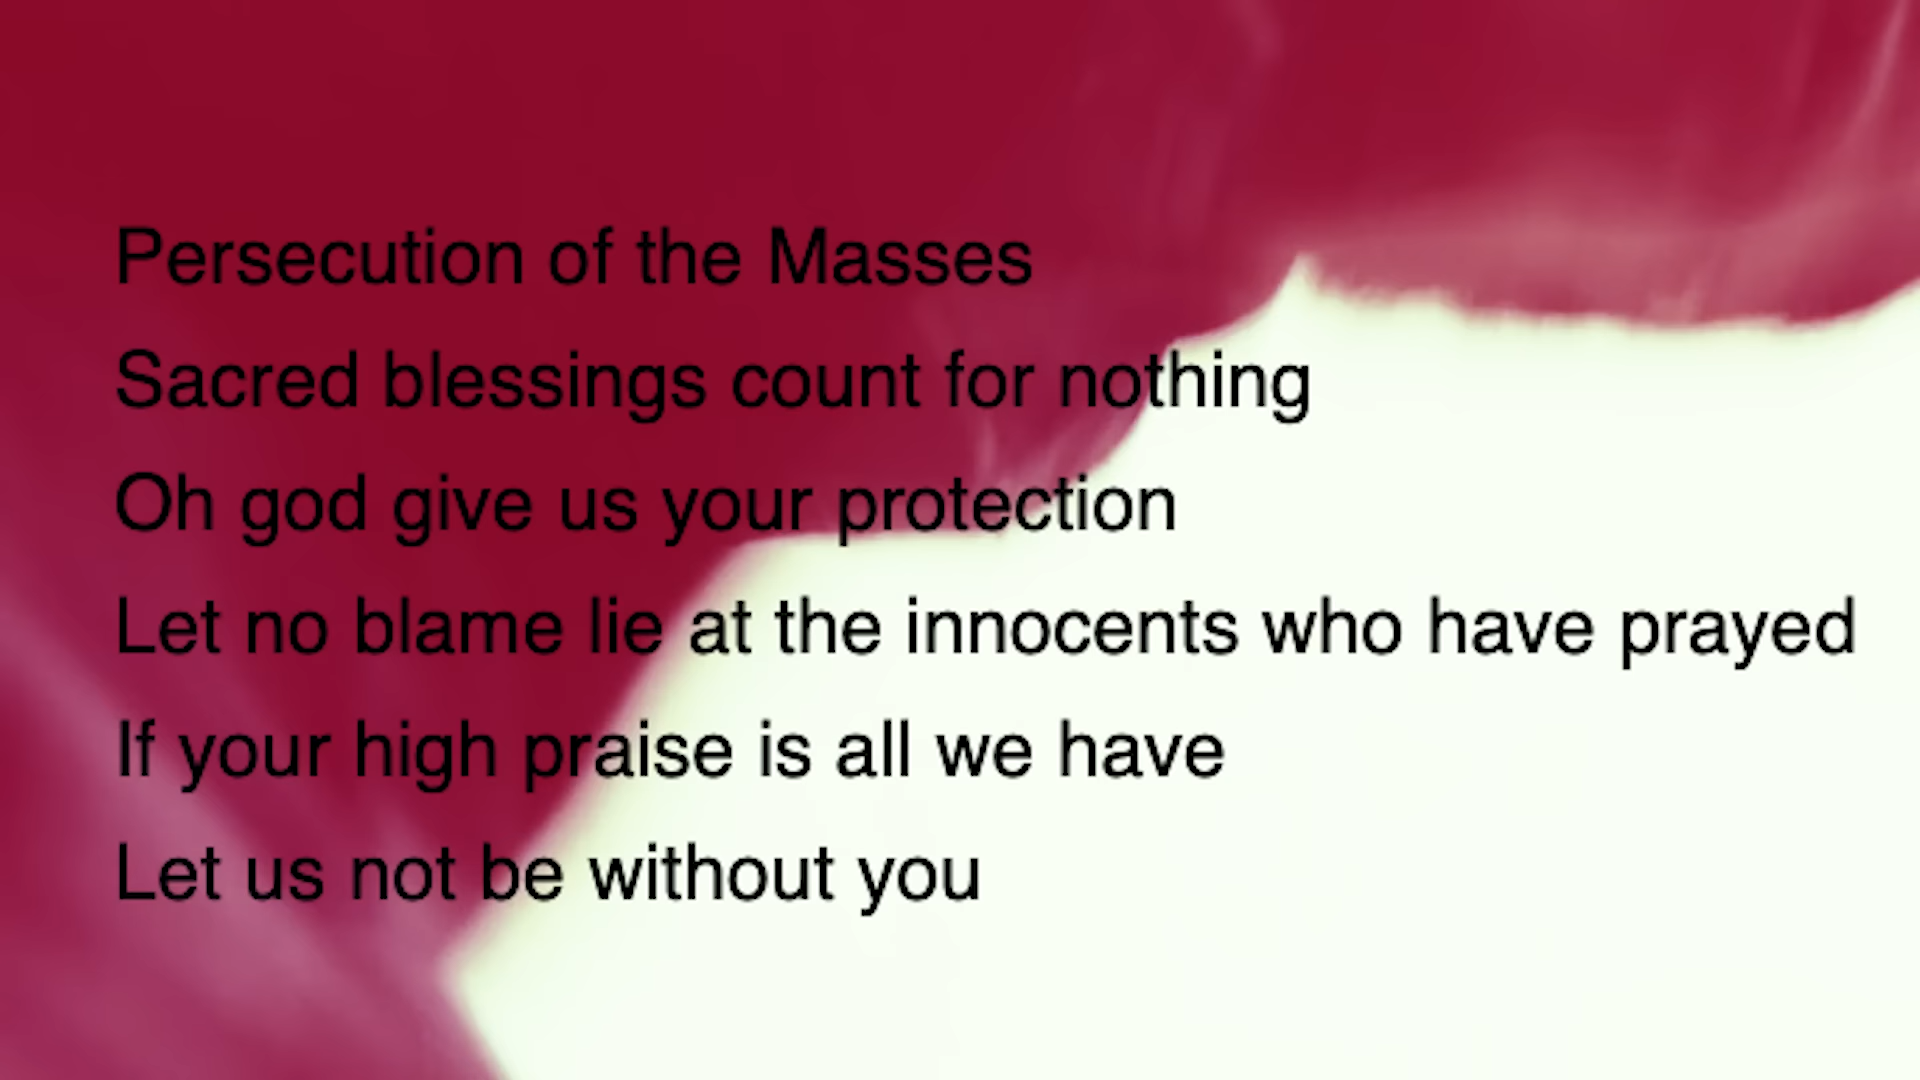 Persecution of the Masses
Sacred blessings count for nothing
Oh god give us your protection
Let no blame lie at the innocents who have prayed
If your high praise is all we have
Let us not be without you